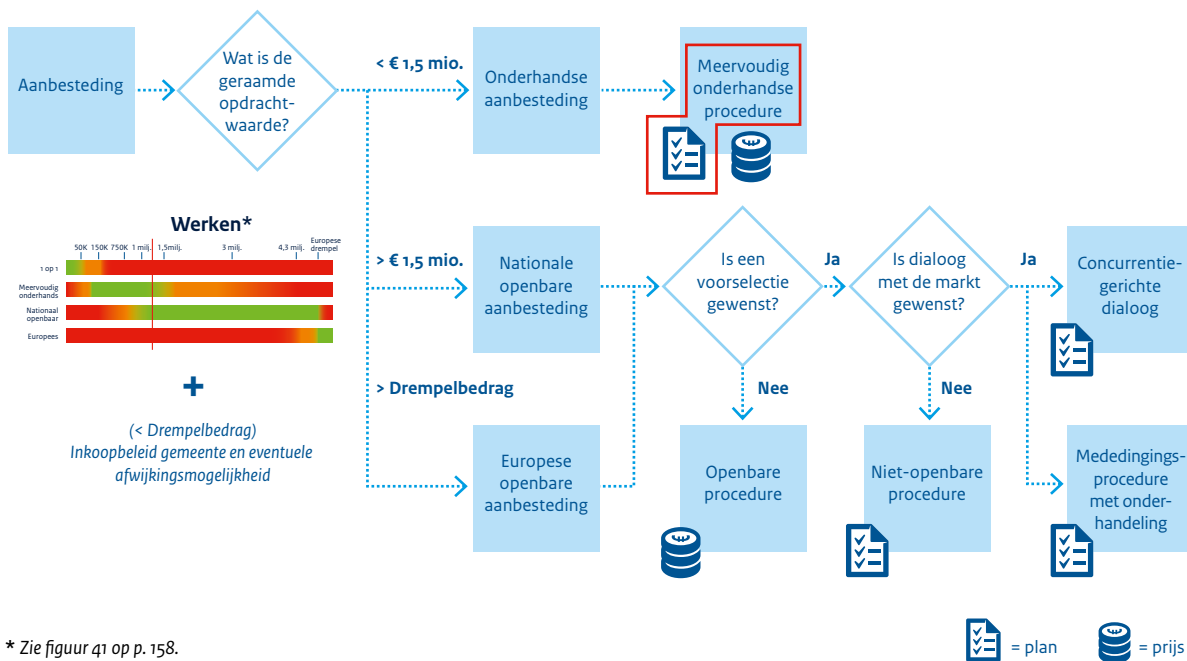 Aanbesteding
Wat is de
geraamde
opdracht-
waarde?
< € 1,5 mio.
Onderhandse
aanbesteding
Meervoudig
onderhandse
procedure
Werken*
50K 150K 750K 1 milj. 1,5milj. 3 milj. 4,3 milj. Europese
drempel
1 op 1
Meervoudig
onderhands
Nationaal
openbaar
Europees
+
(< Drempelbedrag)
Inkoopbeleid gemeente en eventuele
afwijkingsmogelijkheid
> € 1,5 mio.
Nationale
openbare
aanbesteding
Is een
voorselectie
gewenst?
Ja
Is dialoog
met de markt
gewenst?
Ja
Concurrentie-
gerichte
dialoog
> Drempelbedrag
Nee
Nee
Europese
openbare
aanbesteding
Openbare
procedure
Niet-openbare
procedure
Mededingings-
procedure
met onder-
handeling
* Zie figuur 41 op p. 158.
= plan
= prijs